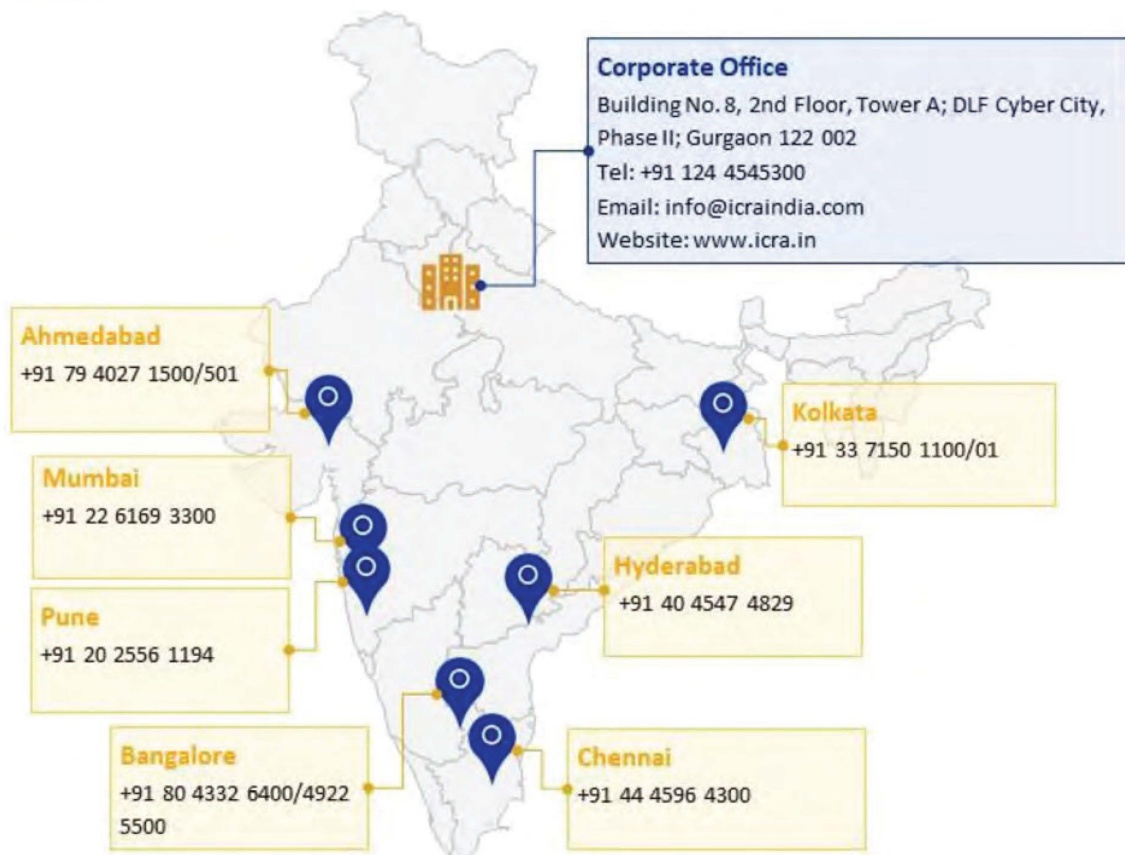 Corporate Office
Building No. 8, 2nd Floor, Tower A; DLF Cyber City,
Phase II; Gurgaon 122 002
Tel: +91 124 4545300
Email: info@icraindia.com
Website: www.icra.in
Ahmedabad
+91 79 4027 1500/501
Kolkata
+91 33 7150 1100/01
Mumbai
+91 22 6169 3300
Hyderabad
+91 40 4547 4829
Pune
+91 20 2556 1194
Bangalore
+91 80 4332 6400/4922
5500
Chennai
+91 44 4596 4300